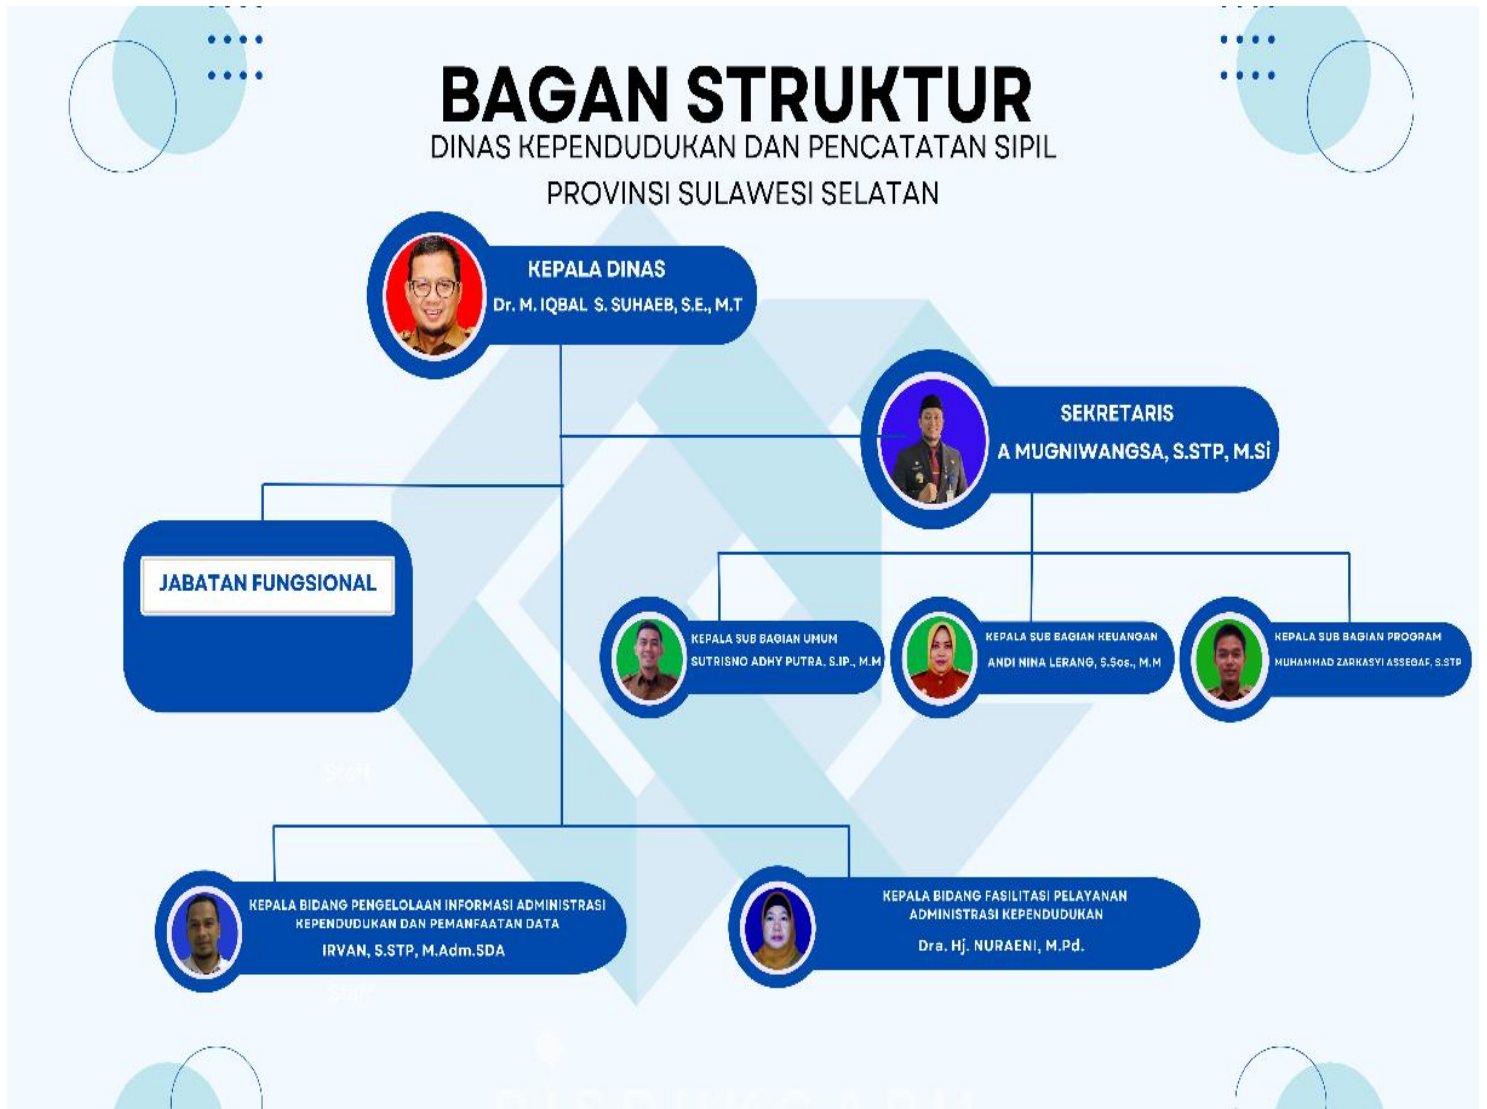 BAGAN STRUKTUR
DINAS KEPENDUDUKAN DAN PENCATATAN SIPIL
PROVINSI SULAWESI SELATAN
KEPALA DINAS
Dr. M. IQBAL S. SUHAEB, S.E., M.T
SEKRETARIS
A MUGNIWANGSA, S.STP, M.Si
JABATAN FUNGSIONAL
KEPALA SUB BAGIAN UMUM
SUTRISNO ADHY PUTRA, S.IP., M.M
KEPALA SUB BAGIAN KEUANGAN
ANDI NINA LERANG, S.Sos., M.M
KEPALA SUB BAGIAN PROGRAM
MUHAMMAD ZARKASYI ASSEGAF, S.STP
Staff
KEPALA BIDANG PENGELOLAAN INFORMASI ADMINISTRASI
KEPENDUDUKAN DAN PEMANFAATAN DATA
IRVAN, S.STP, M.Adm.SDA
KEPALA BIDANG FASILITASI PELAYANAN
ADMINISTRASI KEPENDUDUKAN
Dra. Hj. NURAENI, M.Pd.
Staff